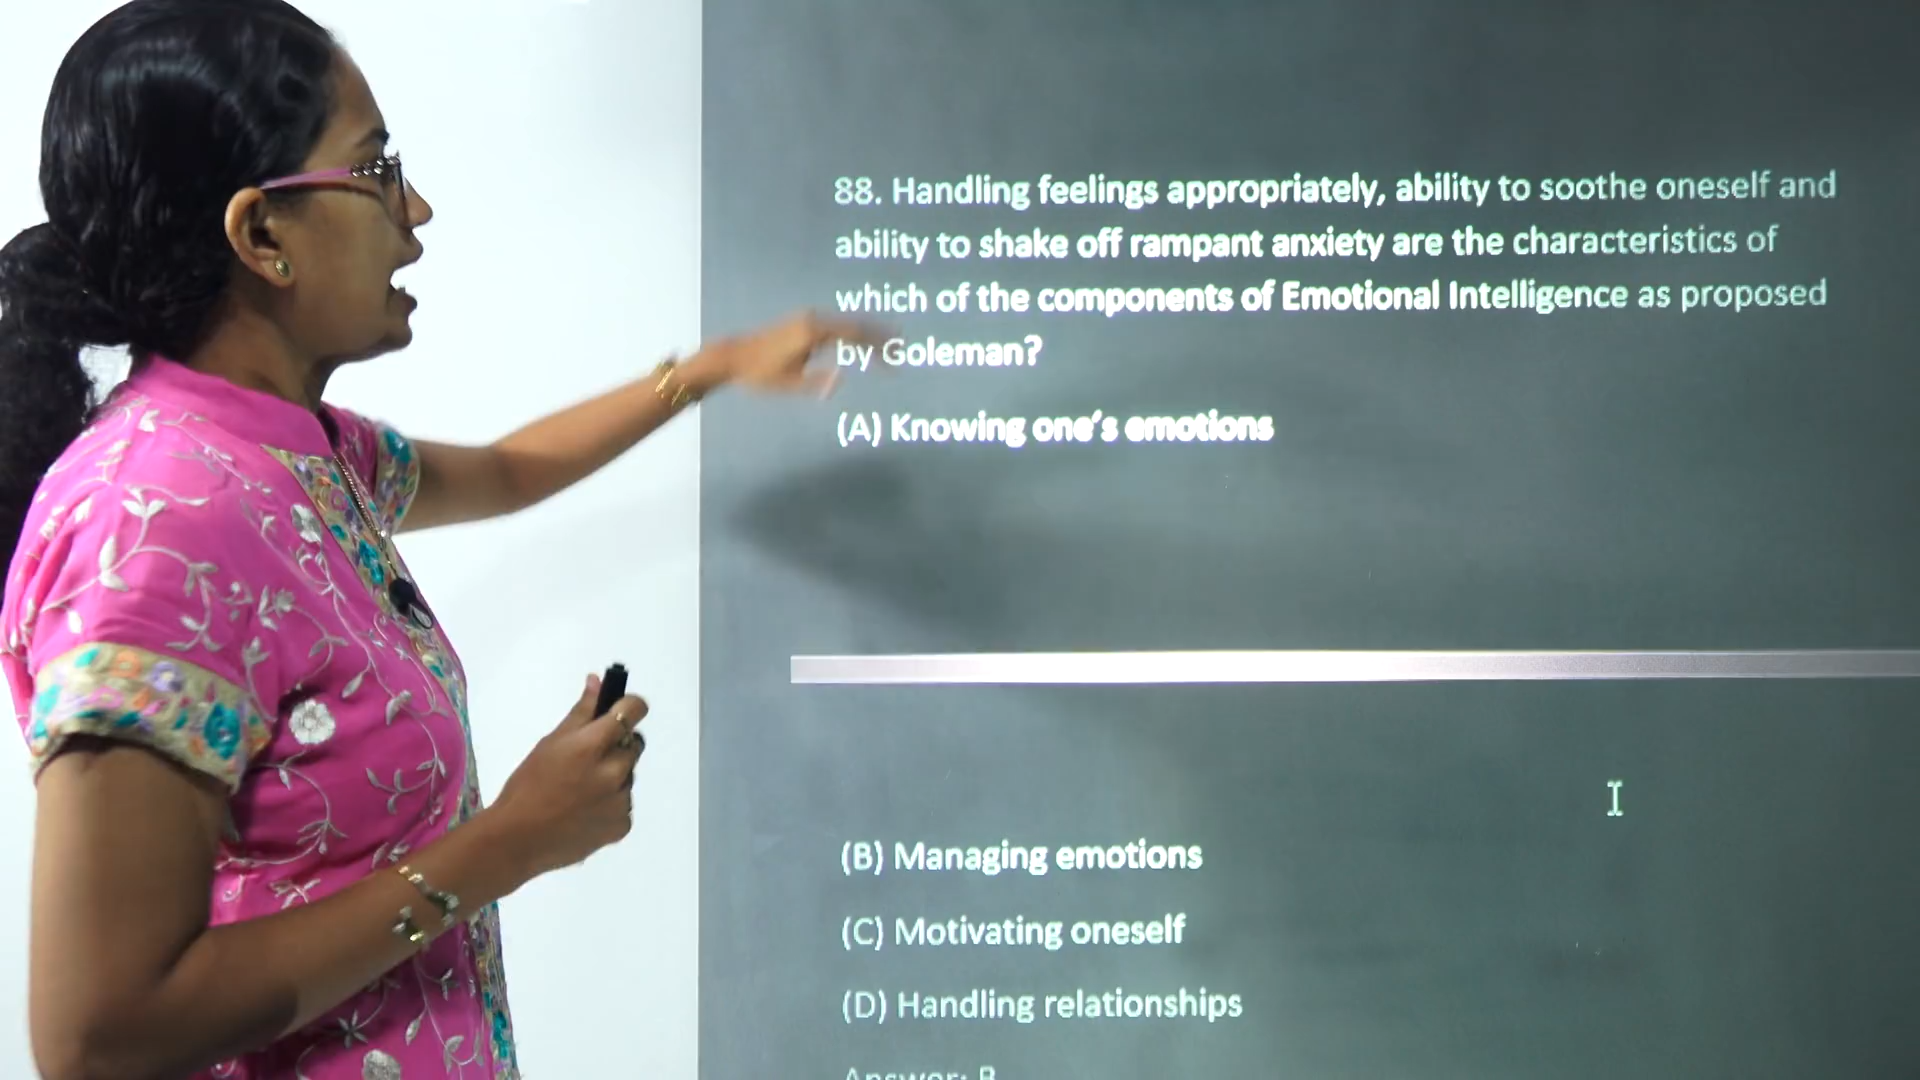 88. Handling feelings appropriately, ability to soothe oneself and
ability to shake off rampant anxiety are the characteristics of
which of the components of Emotional Intelligence as proposed
by Goleman?
(A) Knowing one's emotions
(B) Managing emotions
(C) Motivating oneself
(D) Handling relationships
Answer: B